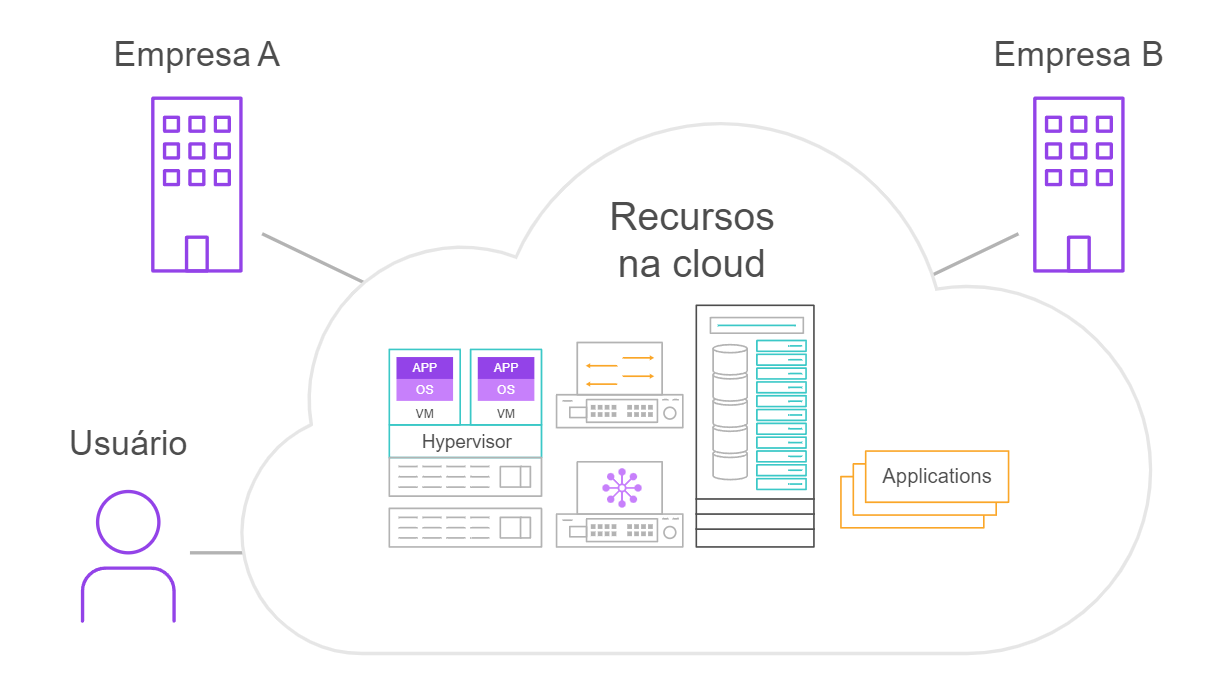 Empresa A
Empresa B
Recursos
na cloud
APP
OS
VM
APP
OS
VM
Hypervisor
Usuário
Applications